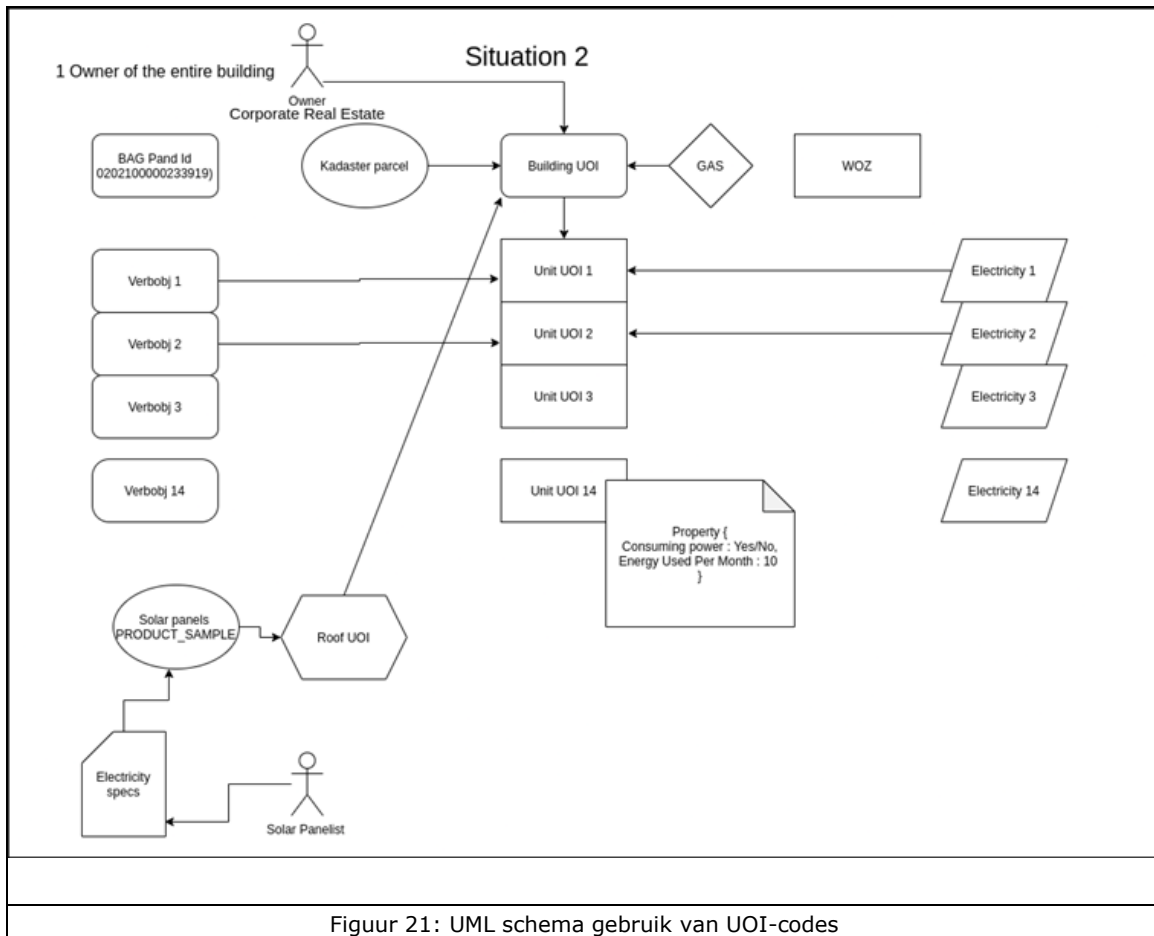 Situation 2
1 Owner of the entire building
Owner
Corporate Real Estate
BAG Pand Id
0202100000233919)
Kadaster parcel
Building UOI
GAS
WOZ
Verbobj 1
Unit UOI 1
Electricity 1
Verbobj 2
Unit UOI 2
Electricity 2
Verbobj 3
Unit UOI 3
Electricity 3
Verbobj 14
Unit UOI 14
Electricity 14
Property {
Consuming power : Yes/No,
Energy Used Per Month : 10
}
Solar panels
PRODUCT_SAMPLE
Roof UOI
Electricity
specs
Solar Panelist
Figuur 21: UML schema gebruik van UOI-codes